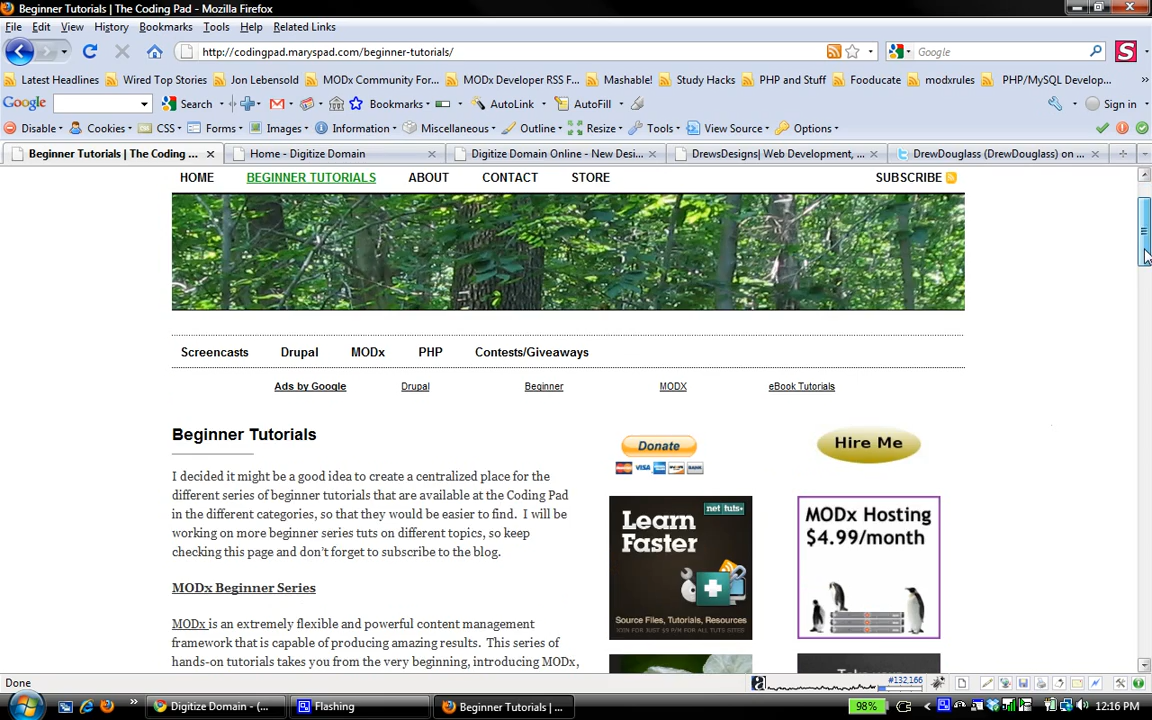 Beginner Tutorials | The Coding Pad - Mozilla Firefox
File Edit View History Bookmarks Tools Help Related Links
http://codingpad.maryspad.com/beginner-tutorials/ Google
Latest Headlines Wired Top Stories Jon Lebensold MODx Community For... MODx Developer RSS F... Mashable! Study Hacks PHP and Stuff Fooducate modxrules PHP/MySQL Develop...
Google Search Bookmarks AutoLink AutoFill Sign in
Disable Cookies CSS Forms Images Information Miscellaneous Outline Resize Tools View Source Options
Beginner Tutorials | The Coding ... Home - Digitize Domain Digitize Domain Online - New Desi... DrewsDesigns| Web Development, ... DrewDouglass (DrewDouglass) on ...
HOME BEGINNER TUTORIALS ABOUT CONTACT STORE SUBSCRIBE
Screencasts Drupal MODx PHP Contests/Giveaways
Ads by Google Drupal Beginner MODX eBook Tutorials
Beginner Tutorials
I decided it might be a good idea to create a centralized place for the
different series of beginner tutorials that are available at the Coding Pad
in the different categories, so that they would be easier to find. I will be
working on more beginner series tuts on different topics, so keep
checking this page and don't forget to subscribe to the blog.
MODx Beginner Series
MODx is an extremely flexible and powerful content management
framework that is capable of producing amazing results. This series of
hands-on tutorials takes you from the very beginning, introducing MODx,
Donate
VISA
BANK
Hire Me
net tuts+
Learn
Faster
Source Files, Tutorials, Resources
MODx Hosting
$4.99/month
Done #132,166
Digitize Domain - (... Flashing Beginner Tutorials | ... 98% 12:16 PM